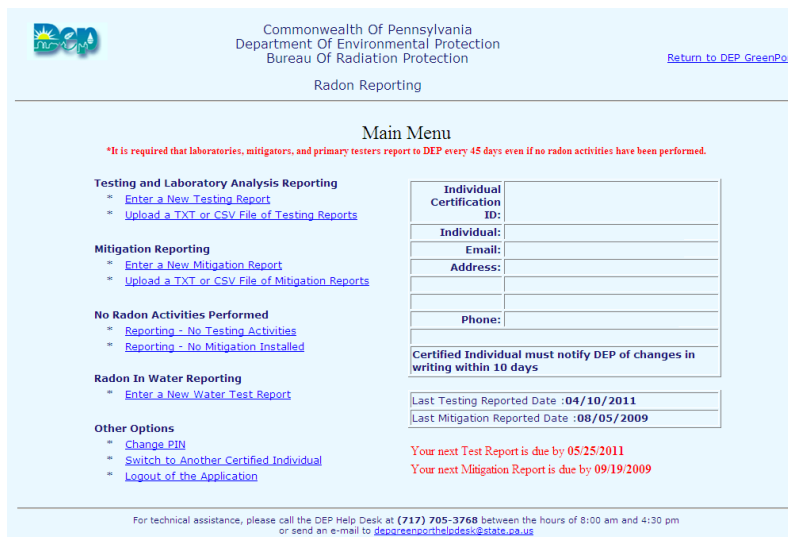 Dep
Commonwealth Of Pennsylvania
Department Of Environmental Protection
Bureau Of Radiation Protection
Return to DEP GreenPo
Radon Reporting
Main Menu
*It is required that laboratories, mitigators, and primary testers report to DEP every 45 days even if no radon activities have been performed.
Testing and Laboratory Analysis Reporting
* Enter a New Testing Report
* Upload a TXT or CSV File of Testing Reports
Mitigation Reporting
* Enter a New Mitigation Report
* Upload a TXT or CSV File of Mitigation Reports
No Radon Activities Performed
* Reporting - No Testing Activities
* Reporting - No Mitigation Installed
Radon In Water Reporting
* Enter a New Water Test Report
Other Options
* Change PIN
* Switch to Another Certified Individual
* Logout of the Application
Individual
Certification
ID:
Individual:
Email:
Address:
Phone:
Certified Individual must notify DEP of changes in
writing within 10 days
Last Testing Reported Date :04/10/2011
Last Mitigation Reported Date :08/05/2009
Your next Test Report is due by 05/25/2011
Your next Mitigation Report is due by 09/19/2009
For technical assistance, please call the DEP Help Desk at (717) 705-3768 between the hours of 8:00 am and 4:30 pm
or send an e-mail to depgreenporthelpdesk@state.pa.us